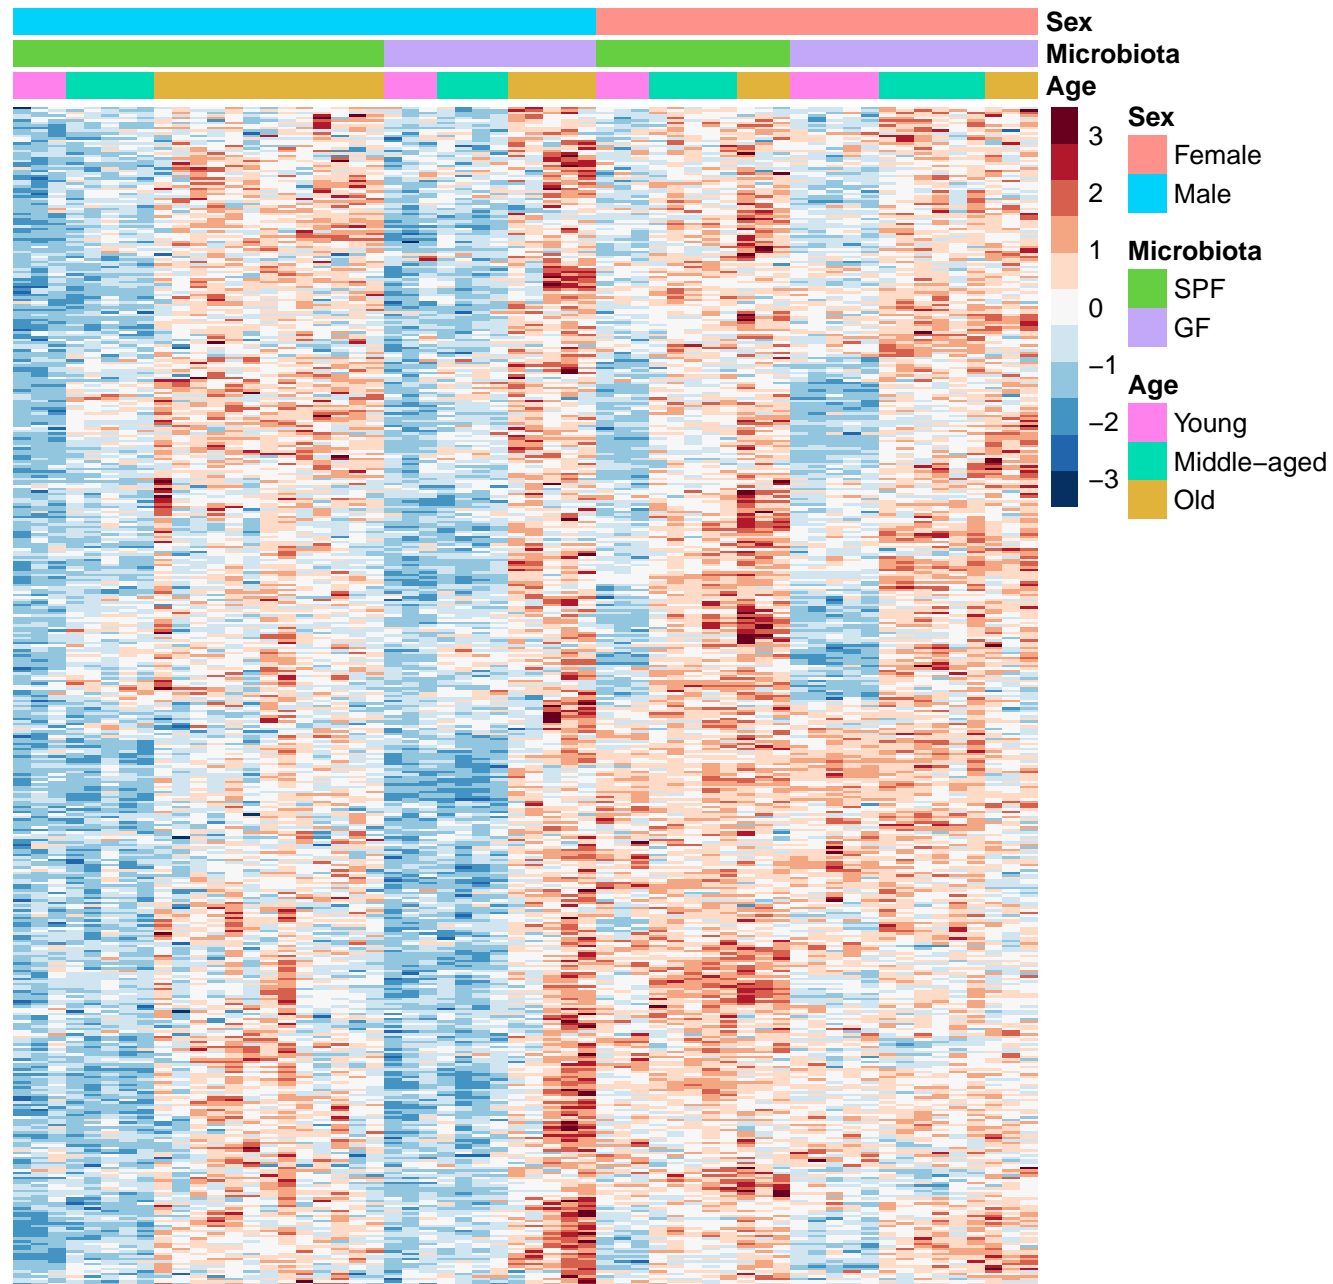 Sex
Microbiota
Age
3
2
1
0
−1
−2
−3
Sex
Female
Male
Microbiota
SPF
GF
Age
Young
Middle−aged
Old